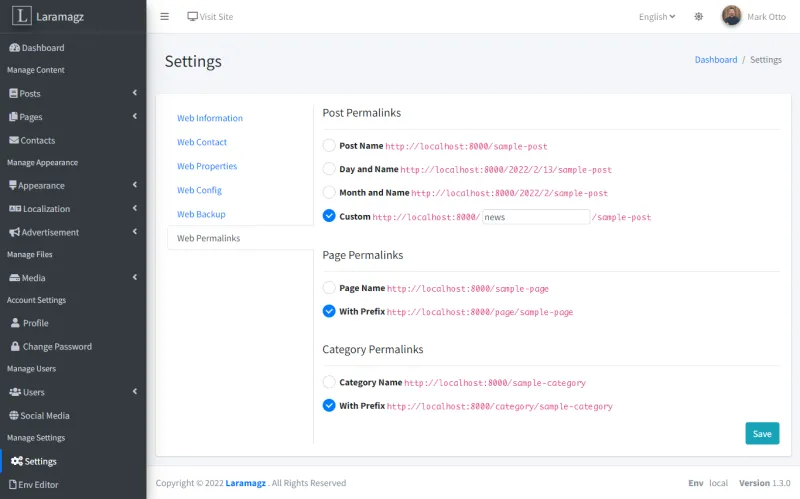 L Laramagz
Visit Site
English
Mark Otto
Dashboard
Manage Content
Posts
Pages
Contacts
Manage Appearance
Appearance
Localization
Advertisement
Manage Files
Media
Account Settings
Profile
Change Password
Manage Users
Users
Social Media
Manage Settings
Settings
Env Editor
Settings
Dashboard / Settings
Web Information
Web Contact
Web Properties
Web Config
Web Backup
Web Permalinks
Post Permalinks
Post Name http://localhost:8000/sample-post
Day and Name http://localhost:8000/2022/2/13/sample-post
Month and Name http://localhost:8000/2022/2/sample-post
Custom http://localhost:8000/ news /sample-post
Page Permalinks
Page Name http://localhost:8000/sample-page
With Prefix http://localhost:8000/page/sample-page
Category Permalinks
Category Name http://localhost:8000/sample-category
With Prefix http://localhost:8000/category/sample-category
Save
Copyright © 2022 Laramagz . All Rights Reserved
Env local Version 1.3.0